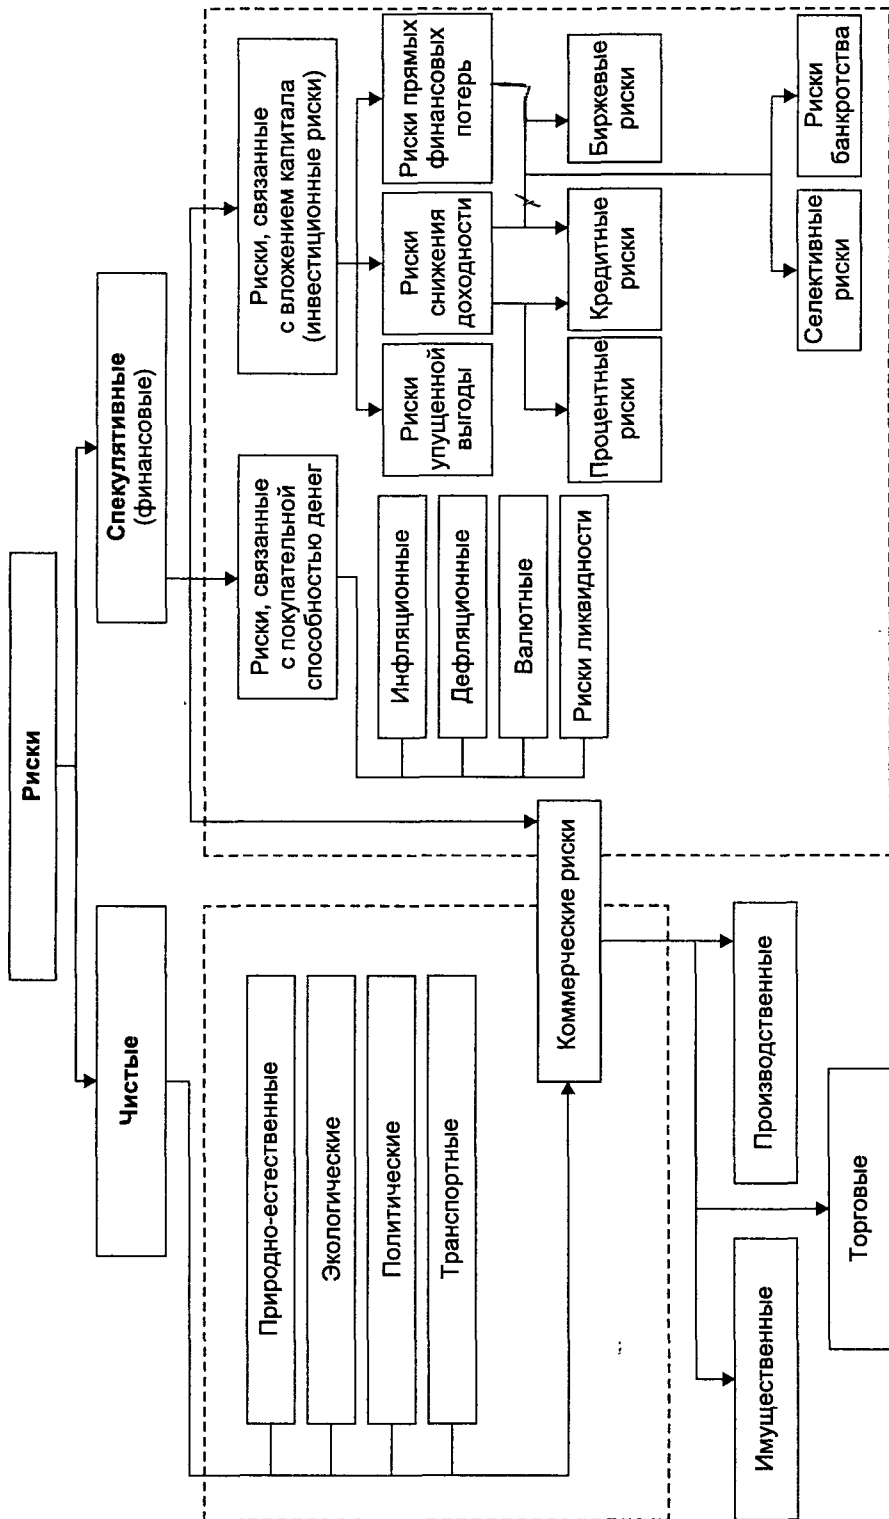 Риски
Чистые
Спекулятивные
(финансовые)
Природно-естественные
Экологические
Политические
Транспортные
Коммерческие риски
Имущественные
Производственные
Торговые
Риски, связанные
с покупательной
способностью денег
Инфляционные
Дефляционные
Валютные
Риски ликвидности
Риски, связанные
с вложением капитала
(инвестиционные риски)
Риски
упущенной
выгоды
Риски
снижения
доходности
Риски прямых
финансовых
потерь
Процентные
риски
Кредитные
риски
Биржевые
риски
Селективные
риски
Риски
банкротства